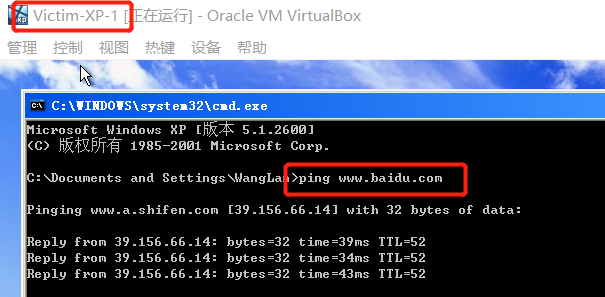 Victim-XP-1 [正在运行] - Oracle VM VirtualBox
管理 控制 视图 热键 设备 帮助
C:\WINDOWS\system32\cmd.exe
Microsoft Windows XP [版本 5.1.2600]
(C) 版权所有 1985-2001 Microsoft Corp.
C:\Documents and Settings\WangLan>ping www.baidu.com
Pinging www.a.shifen.com [39.156.66.14] with 32 bytes of data:
Reply from 39.156.66.14: bytes=32 time=39ms TTL=52
Reply from 39.156.66.14: bytes=32 time=34ms TTL=52
Reply from 39.156.66.14: bytes=32 time=43ms TTL=52